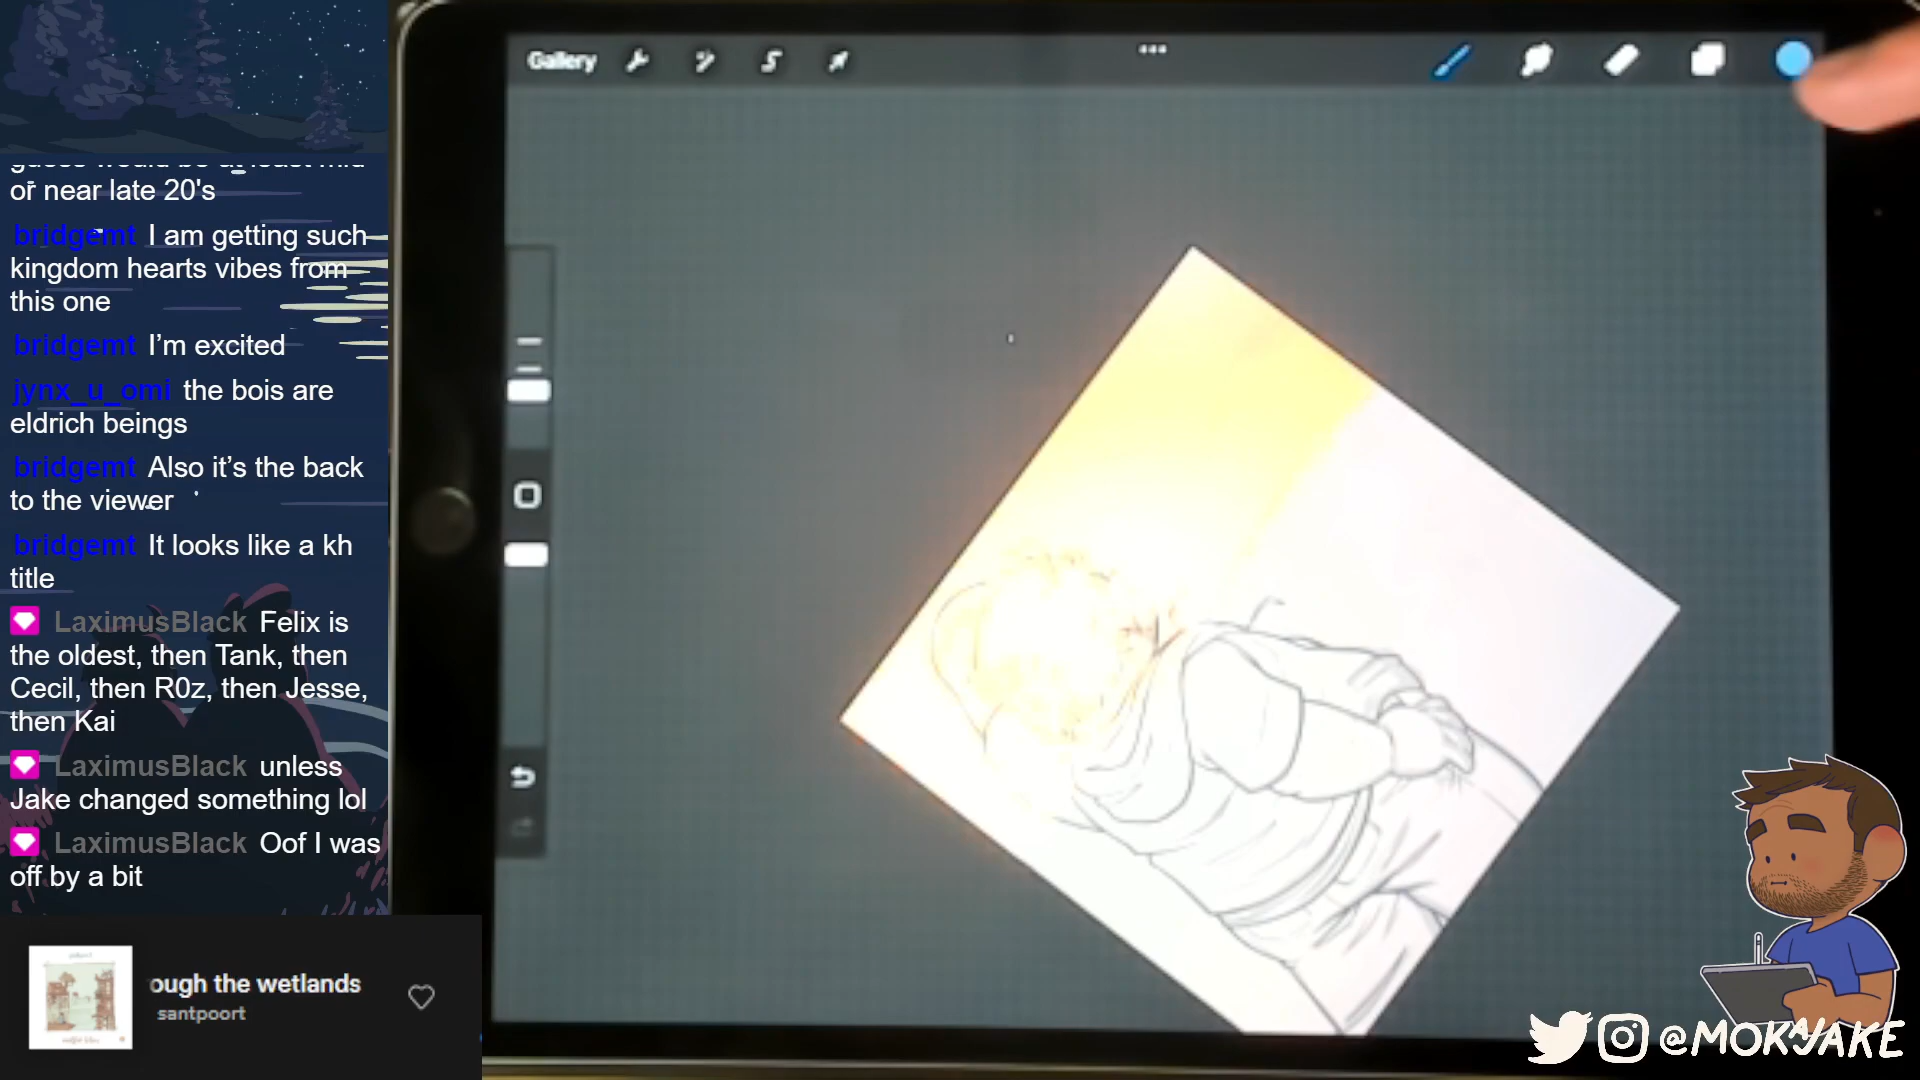 Gallery
or near late 20's
bridgemt I am getting such
kingdom hearts vibes from
this one
bridgemt I’m excited
jynx_u_omi the bois are
eldrich beings
bridgemt Also it’s the back
to the viewer
bridgemt It looks like a kh
title
LaximusBlack Felix is
the oldest, then Tank, then
Cecil, then R0z, then Jesse,
then Kai
LaximusBlack unless
Jake changed something lol
LaximusBlack Oof I was
off by a bit
ough the wetlands
santpoort
@MOKAJAKE